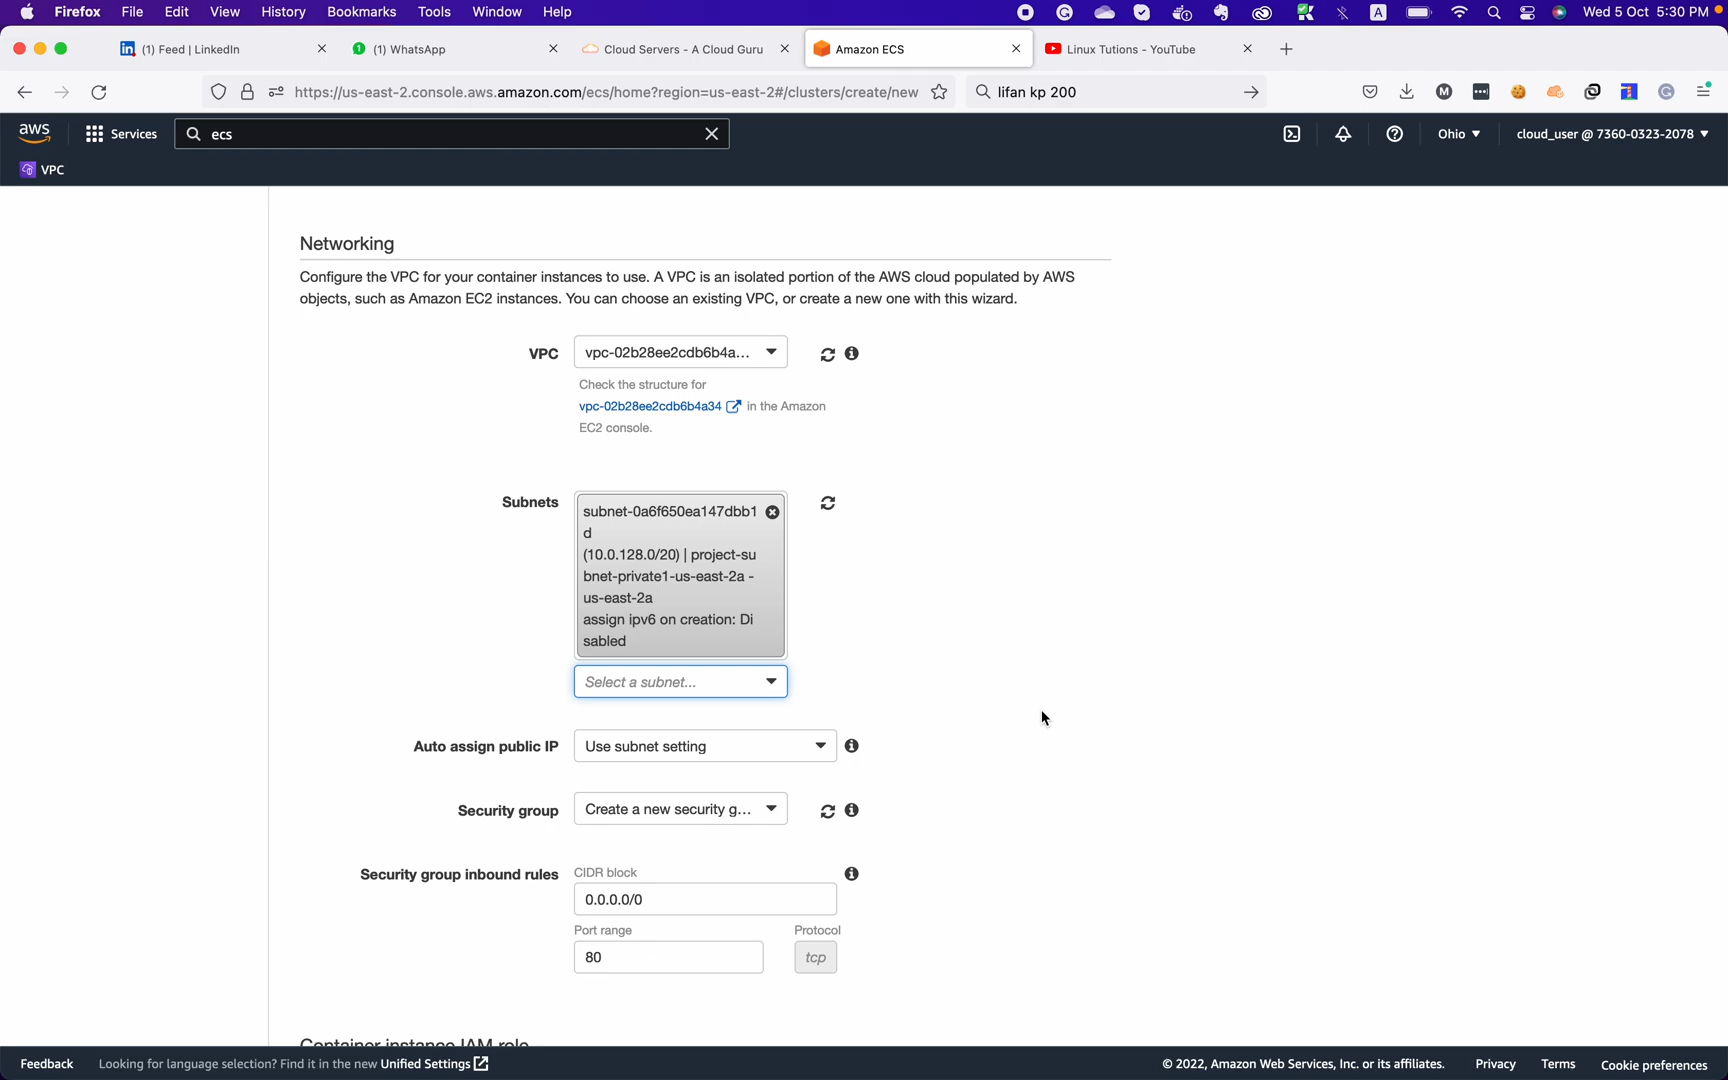 Firefox File Edit View History Bookmarks Tools Window Help A Wed 5 Oct 5:30 PM
(1) Feed | LinkedIn
(1) WhatsApp
Cloud Servers - A Cloud Guru
Amazon ECS
Linux Tutions - YouTube
https://us-east-2.console.aws.amazon.com/ecs/home?region=us-east-2#/clusters/create/new
lifan kp 200
aws Services ecs Ohio cloud_user @ 7360-0323-2078
VPC
Networking
Configure the VPC for your container instances to use. A VPC is an isolated portion of the AWS cloud populated by AWS
objects, such as Amazon EC2 instances. You can choose an existing VPC, or create a new one with this wizard.
VPC vpc-02b28ee2cdb6b4a...
Check the structure for
vpc-02b28ee2cdb6b4a34 in the Amazon
EC2 console.
Subnets subnet-0a6f650ea147dbb1
d
(10.0.128.0/20) | project-su
bnet-private1-us-east-2a -
us-east-2a
assign ipv6 on creation: Di
sabled
Select a subnet...
Auto assign public IP Use subnet setting
Security group Create a new security g...
Security group inbound rules CIDR block
0.0.0.0/0
Port range Protocol
80 tcp
Container instance IAM role
Feedback Looking for language selection? Find it in the new Unified Settings © 2022, Amazon Web Services, Inc. or its affiliates. Privacy Terms Cookie preferences